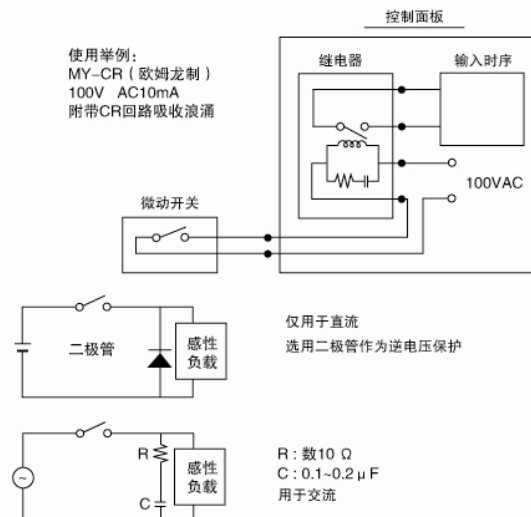 控制面板
使用举例：
MY-CR（欧姆龙制）
100V AC10mA
附带CR回路吸收浪涌
继电器
输入时序
100VAC
微动开关
二极管
感性
负载
仅用于直流
选用二极管作为逆电压保护
R
C
感性
负载
R：数10 Ω
C：0.1~0.2 μ F
用于交流
~